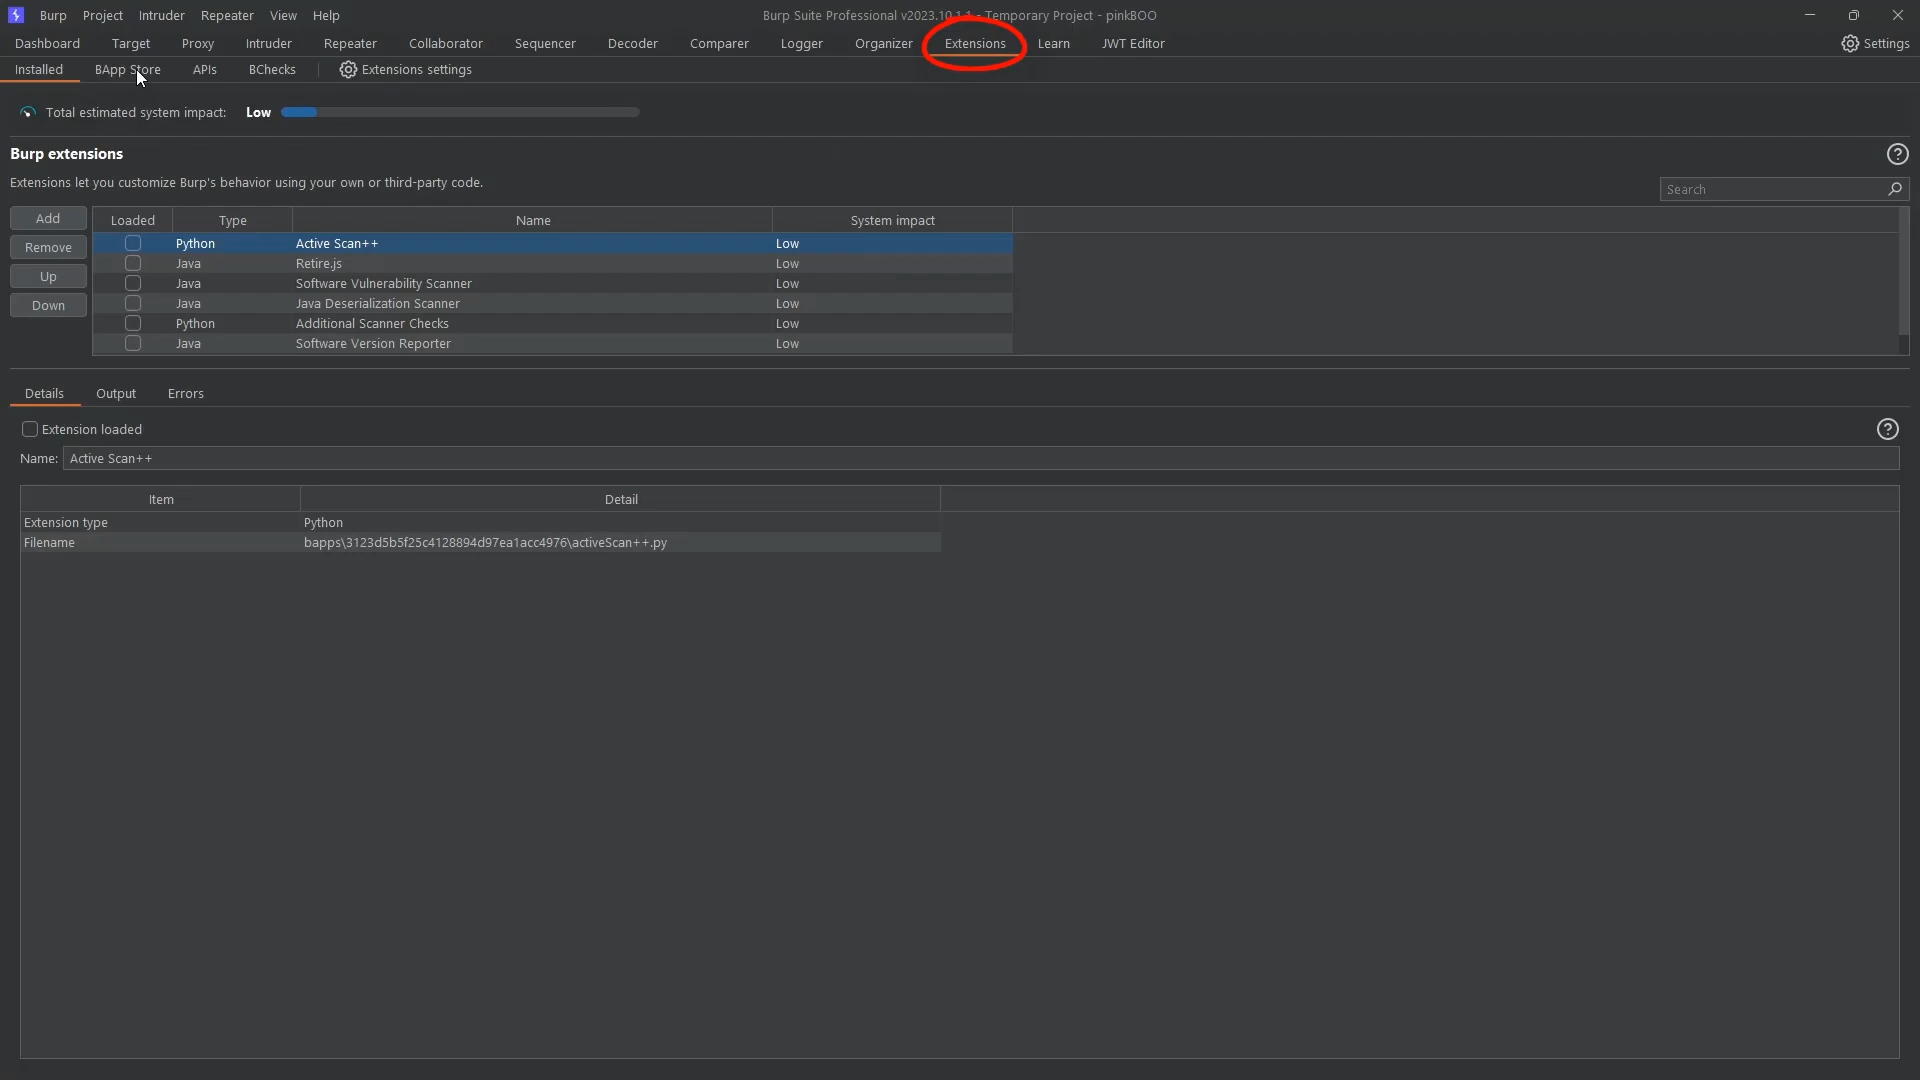 Burp Project Intruder Repeater View Help Burp Suite Professional v2023.10.1.1 - Temporary Project - pinkBOO
Dashboard Target Proxy Intruder Repeater Collaborator Sequencer Decoder Comparer Logger Organizer Extensions Learn JWT Editor Settings
Installed BApp Store APIs BChecks Extensions settings
Total estimated system impact: Low
Burp extensions
Extensions let you customize Burp's behavior using your own or third-party code.
Search
Add
Remove
Up
Down
Loaded Type Name System impact
Python Active Scan++ Low
Java Retire.js Low
Java Software Vulnerability Scanner Low
Java Java Deserialization Scanner Low
Python Additional Scanner Checks Low
Java Software Version Reporter Low
Details Output Errors
Extension loaded
Name: Active Scan++
Item Detail
Extension type Python
Filename bapps\3123d5b5f25c4128894d97ea1acc4976\activeScan++.py